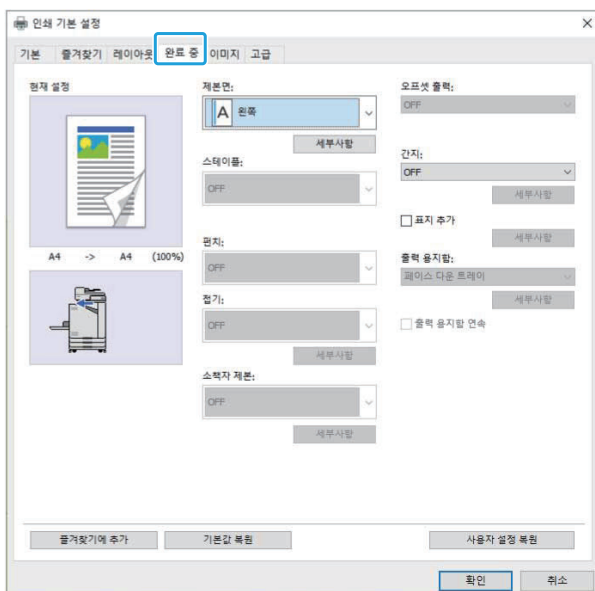 인쇄 기본 설정
기본 즐겨찾기 레이아웃 완료 중 이미지 고급
현재 설정
A4 -> A4 (100%)
제본면:
A 왼쪽
세부사항
스테이플:
OFF
펀치:
OFF
접기:
OFF
세부사항
소책자 제본:
OFF
세부사항
오프셋 출력:
OFF
간지:
OFF
세부사항
표지 추가
세부사항
출력 용지함:
페이스 다운 트레이
세부사항
출력 용지함 연속
즐겨찾기에 추가 기본값 복원 사용자 설정 복원
확인 취소